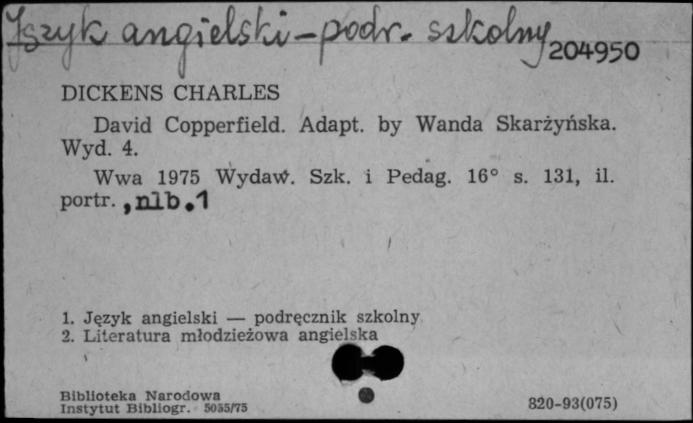 Język angielski - podr. szkolny
204950
DICKENS CHARLES
David Copperfield. Adapt. by Wanda Skarżyńska.
Wyd. 4.
Wwa 1975 Wydaw. Szk. i Pedag. 16° s. 131, il.
portr. , nlb.1
1. Język angielski — podręcznik szkolny
2. Literatura młodzieżowa angielska
Biblioteka Narodowa
Instytut Bibliogr. 5035/75
820-93(075)